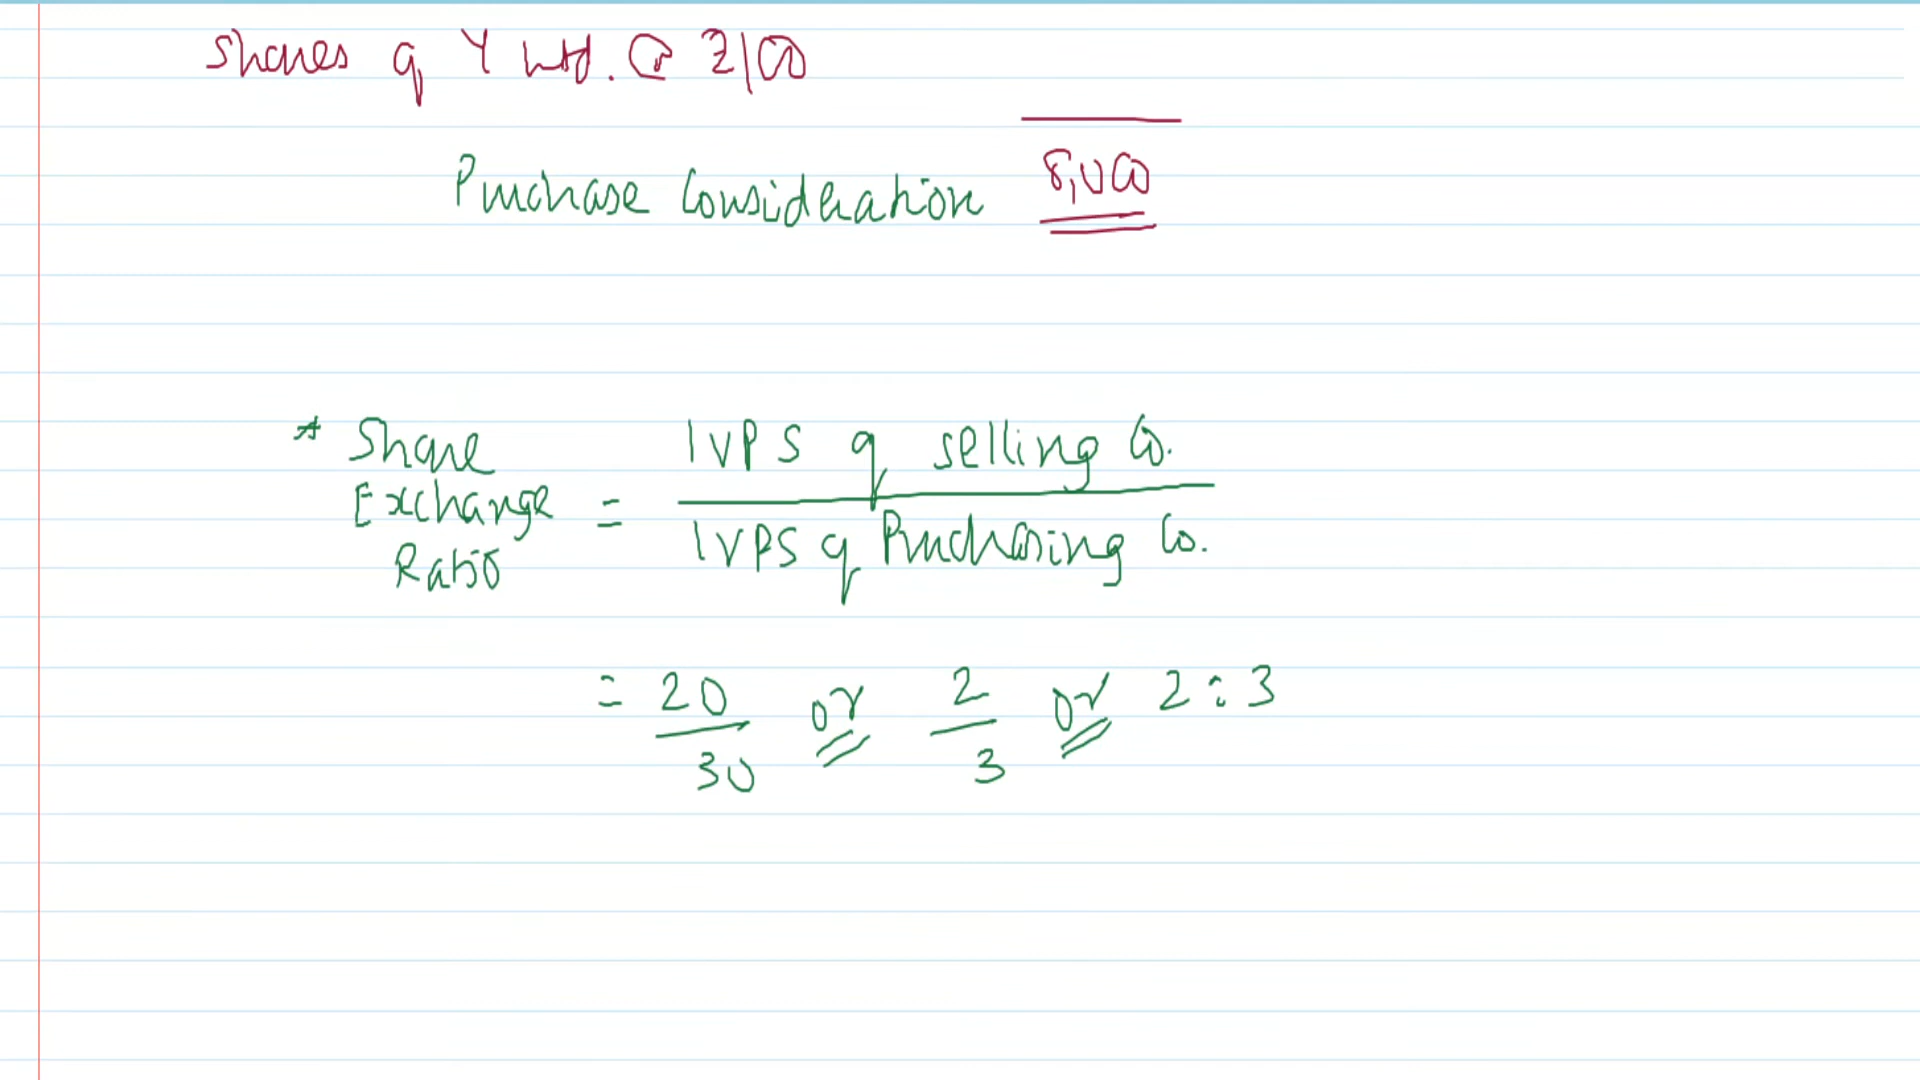 Shares of Y Ltd. @ ₹100
Purchase Consideration 8,000
* Share Exchange Ratio = IVPS of selling Co. / IVPS of Purchasing Co.
= 20/30 or 2/3 or 2:3